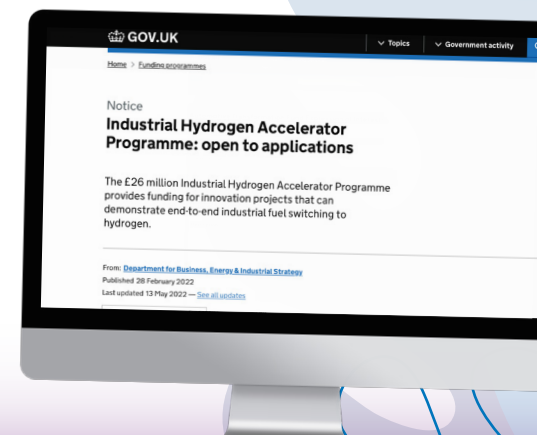 GOV.UK
Topics
Government activity
Home > Funding programmes
Notice
Industrial Hydrogen Accelerator
Programme: open to applications
The £26 million Industrial Hydrogen Accelerator Programme
provides funding for innovation projects that can
demonstrate end-to-end industrial fuel switching to
hydrogen.
From: Department for Business, Energy & Industrial Strategy
Published 28 February 2022
Last updated 13 May 2022 — See all updates